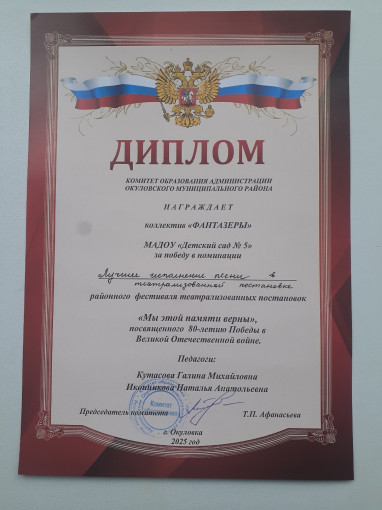 ДИПЛОМ
КОМИТЕТ ОБРАЗОВАНИЯ АДМИНИСТРАЦИИ
ОКУЛОВСКОГО МУНИЦИПАЛЬНОГО РАЙОНА
НАГРАЖДАЕТ
коллектив «ФАНТАЗЕРЫ»
МАДОУ «Детский сад № 5»
за победу в номинации
Лучшее исполнение песни в
театрализованной постановке
районного фестиваля театрализованных постановок
«Мы этой памяти верны»,
посвященного 80-летию Победы в
Великой Отечественной войне.
Педагоги:
Кутасова Галина Михайловна
Иконникова Наталья Анатольевна
Председатель комитета Т.П. Афанасьева
Комитет
г. Окуловка
2025 год